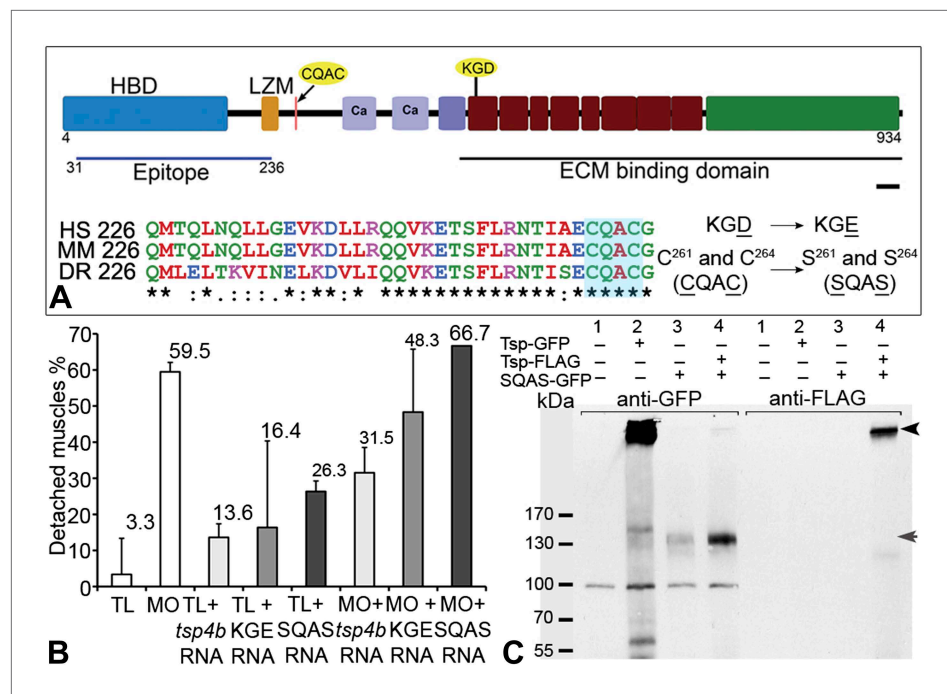 HBD LZM CQAC KGD
Ca Ca
4 934
31 Epitope 236 ECM binding domain
HS 226 QMTQLNQLLGEVKDLLRQQVKETSFLRNTIAECQACG
MM 226 QMTQLNQLLGEVKDLLRQQVKETSFLRNTIAECQACG
DR 226 QMLELTKVINELKDVLIQQVKETSFLRNTISECQACG
** :*.:::.*:**:* *************:******
KGD → KGE
C261 and C264 → S261 and S264
(CQAC) (SQAS)
A
Detached muscles %
70
60
50
40
30
20
10
0
3.3 59.5 13.6 16.4 26.3 31.5 48.3 66.7
TL MO TL+ TL + TL+ MO+ MO + MO+
tsp4b KGE SQAS tsp4b KGE SQAS
RNA RNA RNA RNA RNA RNA
B
1 2 3 4 1 2 3 4
Tsp-GFP – + – – – + – –
Tsp-FLAG – – – + – – – +
SQAS-GFP – – + + – – + +
kDa anti-GFP anti-FLAG
170
130
100
70
55
C